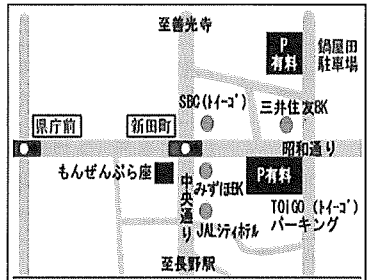 至善光寺
P
有料
鍋屋田
駐車場
SBC(ﾄｲｰｺﾞ)
三井住友BK
県庁前
新田町
昭和通り
もんぜんぷら座
中央通り
みずほBK
P有料
TOIGO (ﾄｲｰｺﾞ)
パーキング
JALｼﾃｨﾎﾃﾙ
至長野駅